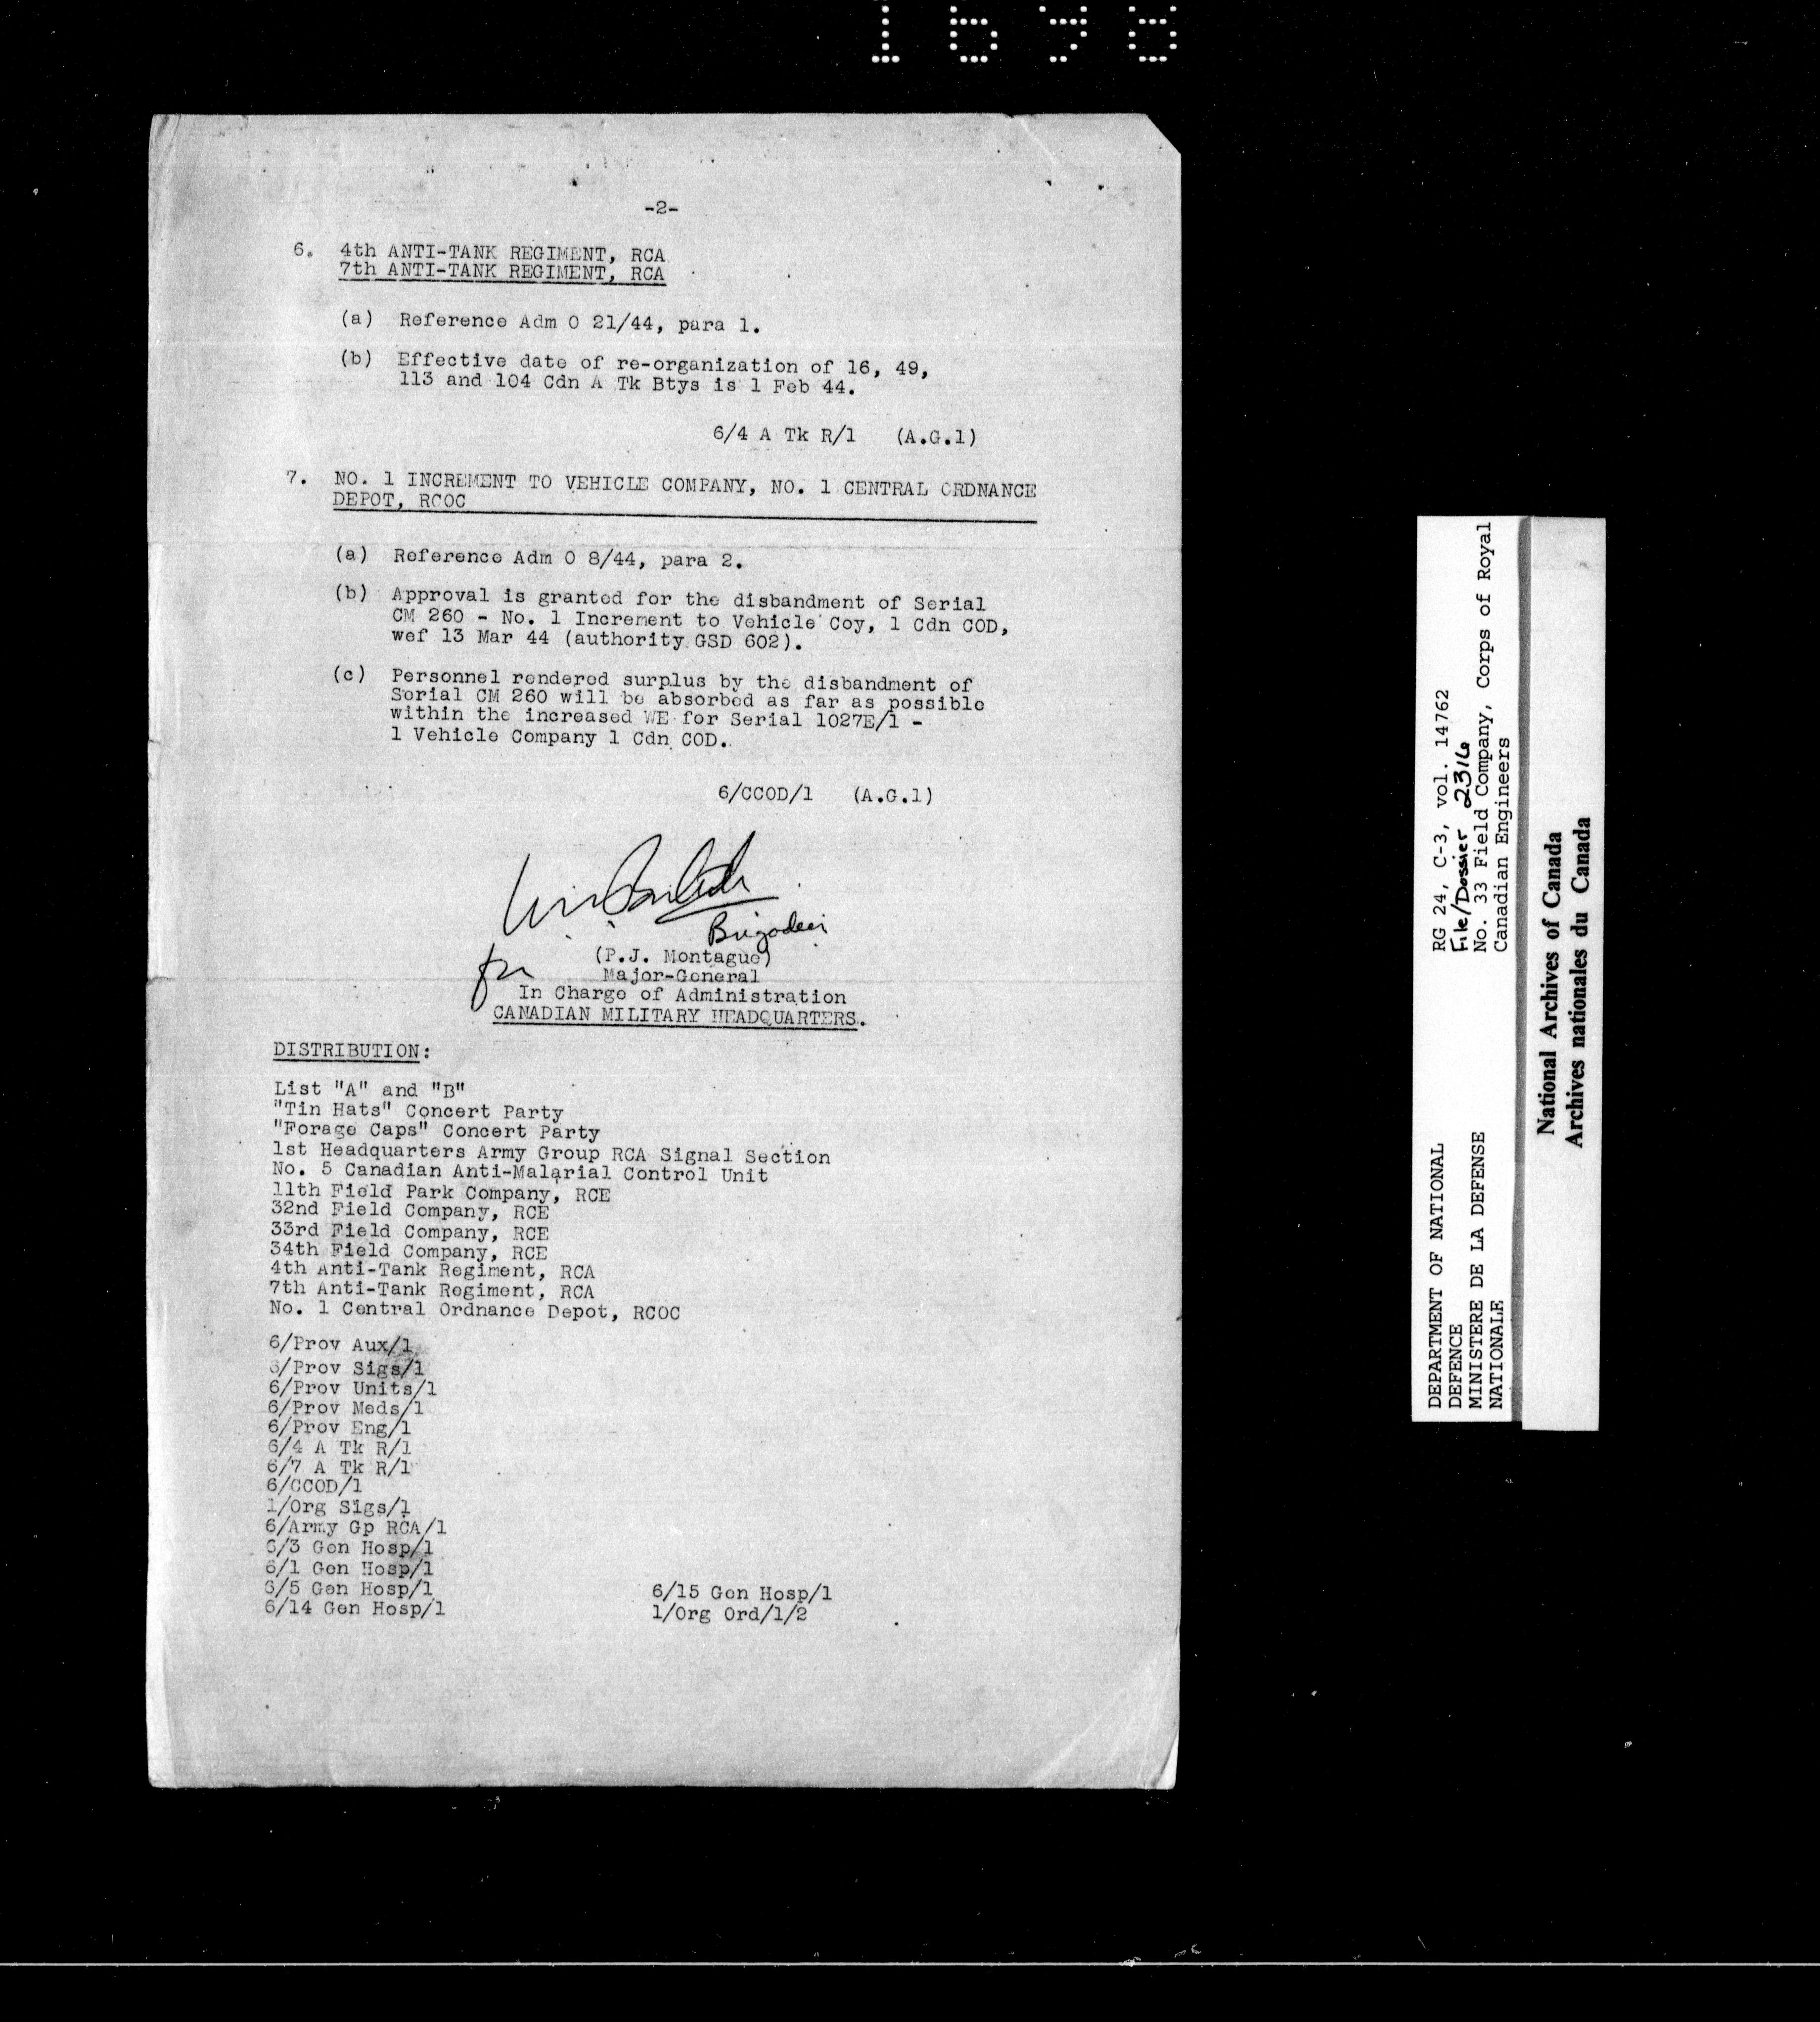 1698
-2-
6. 4th ANTI-TANK REGIMENT, RCA
7th ANTI-TANK REGIMENT, RCA
(a) Reference Adm O 21/44, para 1.
(b) Effective date of re-organization of 16, 49,
113 and 104 Cdn A Tk Btys is 1 Feb 44.
6/4 A Tk R/1 (A.G.1)
7. NO. 1 INCREMENT TO VEHICLE COMPANY, NO. 1 CENTRAL ORDNANCE
DEPOT, RCOC
(a) Reference Adm O 8/44, para 2.
(b) Approval is granted for the disbandment of Serial
CM 260 - No. 1 Increment to Vehicle Coy, 1 Cdn COD,
wef 13 Mar 44 (authority GSD 602).
(c) Personnel rendered surplus by the disbandment of
Serial CM 260 will be absorbed as far as possible
within the increased WE for Serial 1027E/1 -
1 Vehicle Company 1 Cdn COD.
6/CCOD/1 (A.G.1)
Brigadier
for (P.J. Montague)
Major-General
In Charge of Administration
CANADIAN MILITARY HEADQUARTERS.
DISTRIBUTION:
List "A" and "B"
"Tin Hats" Concert Party
"Forage Caps" Concert Party
1st Headquarters Army Group RCA Signal Section
No. 5 Canadian Anti-Malarial Control Unit
11th Field Park Company, RCE
32nd Field Company, RCE
33rd Field Company, RCE
34th Field Company, RCE
4th Anti-Tank Regiment, RCA
7th Anti-Tank Regiment, RCA
No. 1 Central Ordnance Depot, RCOC
6/Prov Aux/1
6/Prov Sigs/1
6/Prov Units/1
6/Prov Meds/1
6/Prov Eng/1
6/4 A Tk R/1
6/7 A Tk R/1
6/CCOD/1
1/Org Sigs/1
6/Army Gp RCA/1
6/3 Gen Hosp/1
6/1 Gen Hosp/1
6/5 Gen Hosp/1
6/14 Gen Hosp/1
6/15 Gen Hosp/1
1/Org Ord/1/2
DEPARTMENT OF NATIONAL
DEFENCE
MINISTERE DE LA DEFENSE
NATIONALE
RG 24, C-3, vol. 14762
File/Dossier 2316
No. 33 Field Company, Corps of Royal
Canadian Engineers
National Archives of Canada
Archives nationales du Canada